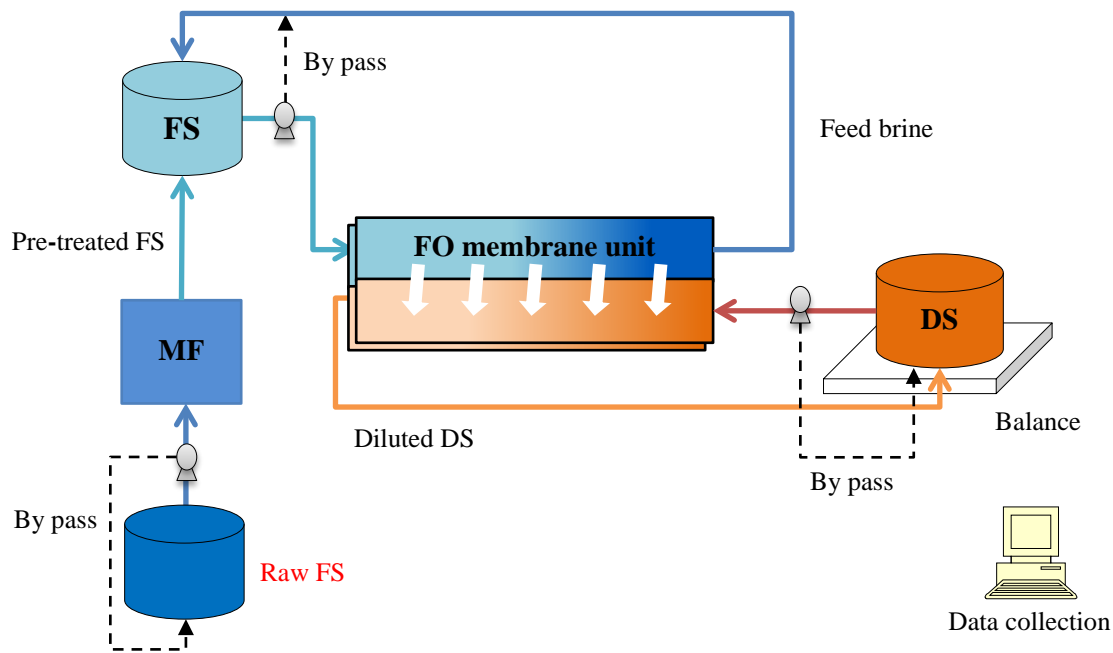 By pass
FS
Feed brine
Pre-treated FS
FO membrane unit
DS
MF
Balance
Diluted DS
By pass
By pass
Raw FS
Data collection